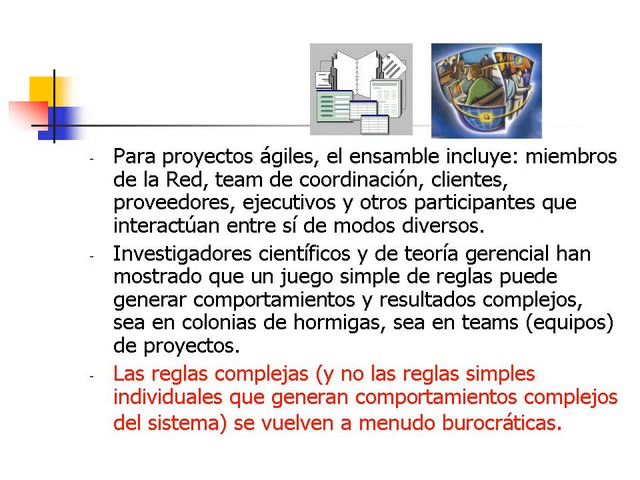 - Para proyectos ágiles, el ensamble incluye: miembros
de la Red, team de coordinación, clientes,
proveedores, ejecutivos y otros participantes que
interactúan entre sí de modos diversos.
- Investigadores científicos y de teoría gerencial han
mostrado que un juego simple de reglas puede
generar comportamientos y resultados complejos,
sea en colonias de hormigas, sea en teams (equipos)
de proyectos.
- Las reglas complejas (y no las reglas simples
individuales que generan comportamientos complejos
del sistema) se vuelven a menudo burocráticas.